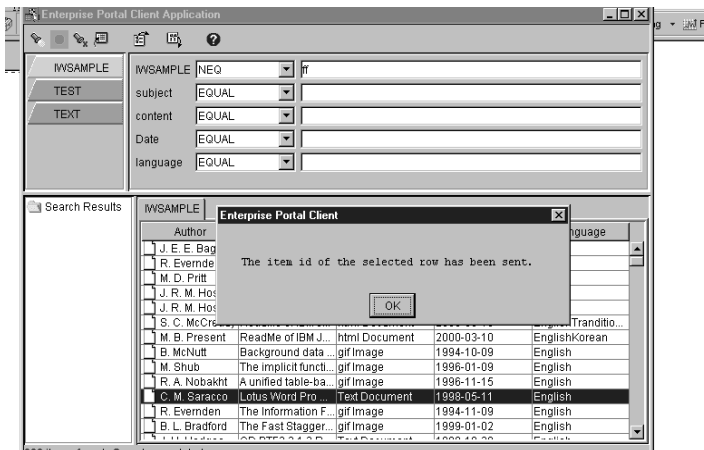 Enterprise Portal Client Application
IWSAMPLE
TEST
TEXT
IWSAMPLE NEQ ff
subject EQUAL
content EQUAL
Date EQUAL
language EQUAL
Search Results
IWSAMPLE
Enterprise Portal Client
The item id of the selected row has been sent.
OK
Author
J. E. E. Bag
R. Evernde
M. D. Pritt
J. R. M. Hos
J. R. M. Hos
S. C. McCre
M. B. Present ReadMe of IBM J... html Document 2000-03-10 EnglishKorean
B. McNutt Background data ... gif Image 1994-10-09 English
M. Shub The implicit functi... gif Image 1996-01-09 English
R. A. Nobakht A unified table-ba... gif Image 1996-11-15 English
C. M. Saracco Lotus Word Pro ... Text Document 1998-05-11 English
R. Evernden The Information F... gif Image 1994-11-09 English
B. L. Bradford The Fast Stagger... gif Image 1999-01-02 English